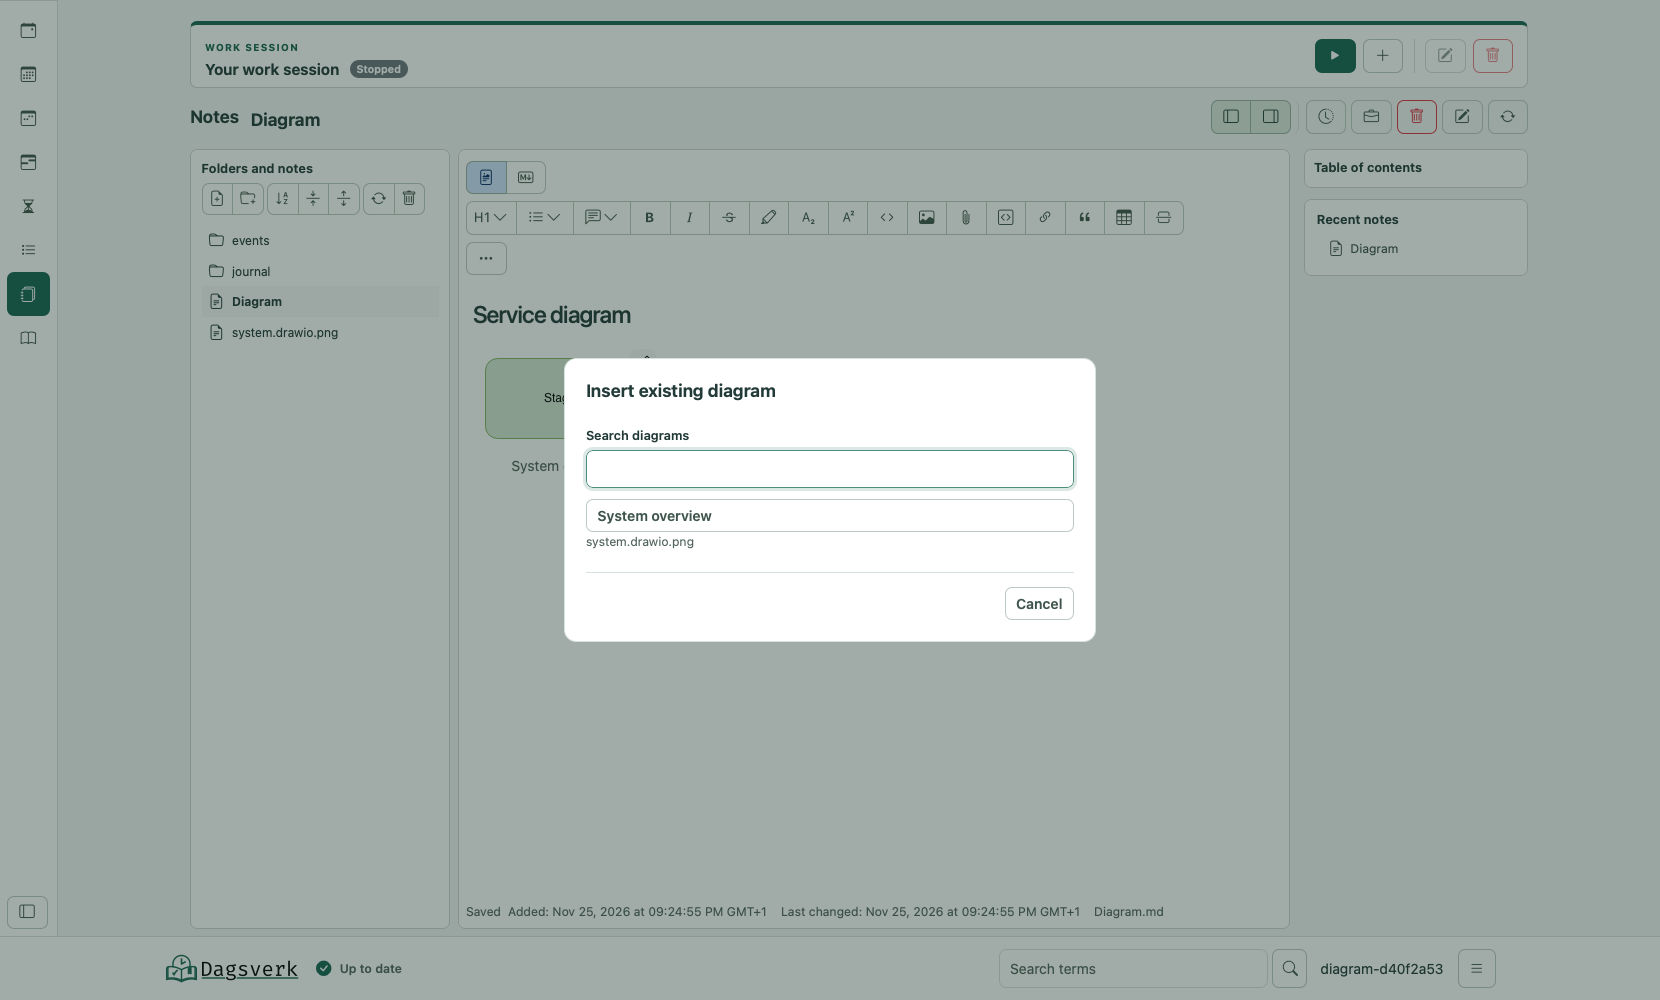 WORK SESSION
Your work session Stopped
Notes Diagram
Folders and notes
events
journal
Diagram
system.drawio.png
H1 B I S A2 A2
Service diagram
System
Insert existing diagram
Search diagrams
System overview
system.drawio.png
Cancel
Table of contents
Recent notes
Diagram
Saved Added: Nov 25, 2026 at 09:24:55 PM GMT+1 Last changed: Nov 25, 2026 at 09:24:55 PM GMT+1 Diagram.md
Dagsverk Up to date
Search terms
diagram-d40f2a53